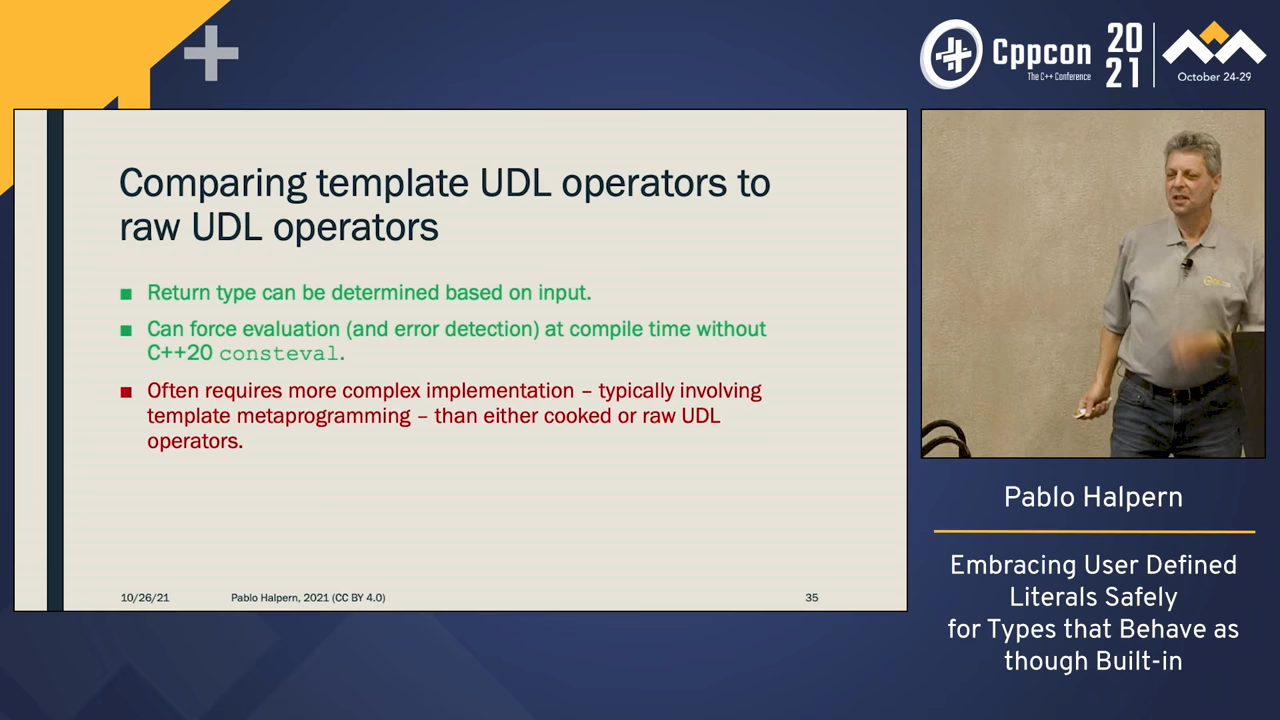 Cppcon
The C++ Conference
20
21
October 24-29
Comparing template UDL operators to
raw UDL operators
Return type can be determined based on input.
Can force evaluation (and error detection) at compile time without
C++20 consteval.
Often requires more complex implementation – typically involving
template metaprogramming – than either cooked or raw UDL
operators.
10/26/21
Pablo Halpern, 2021 (CC BY 4.0)
35
Pablo Halpern
Embracing User Defined
Literals Safely
for Types that Behave as
though Built-in